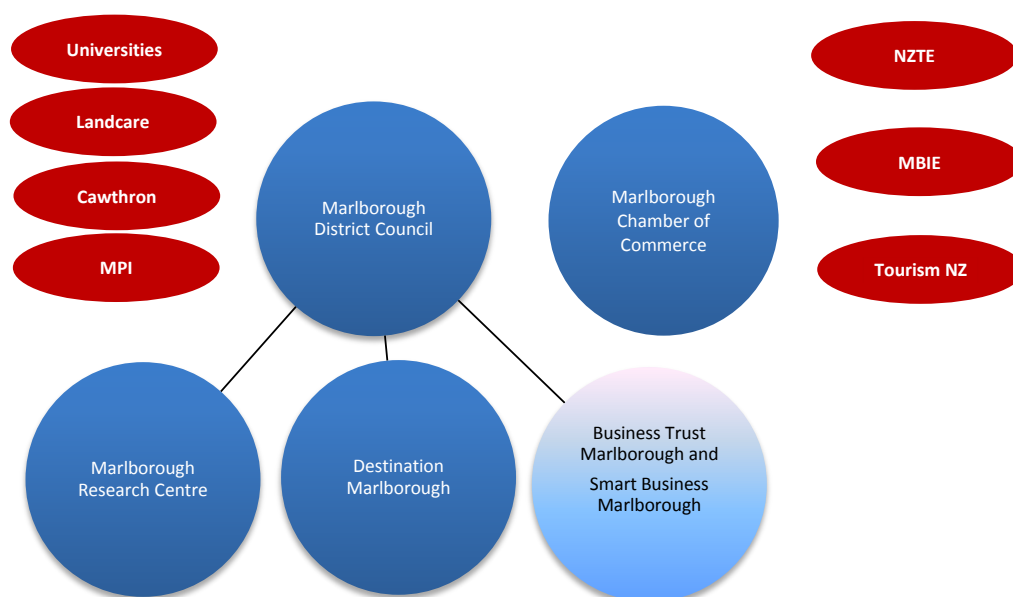 Universities
Landcare
Cawthron
MPI
Marlborough
District Council
Marlborough
Chamber of
Commerce
NZTE
MBIE
Tourism NZ
Marlborough
Research Centre
Destination
Marlborough
Business Trust
Marlborough and
Smart Business
Marlborough